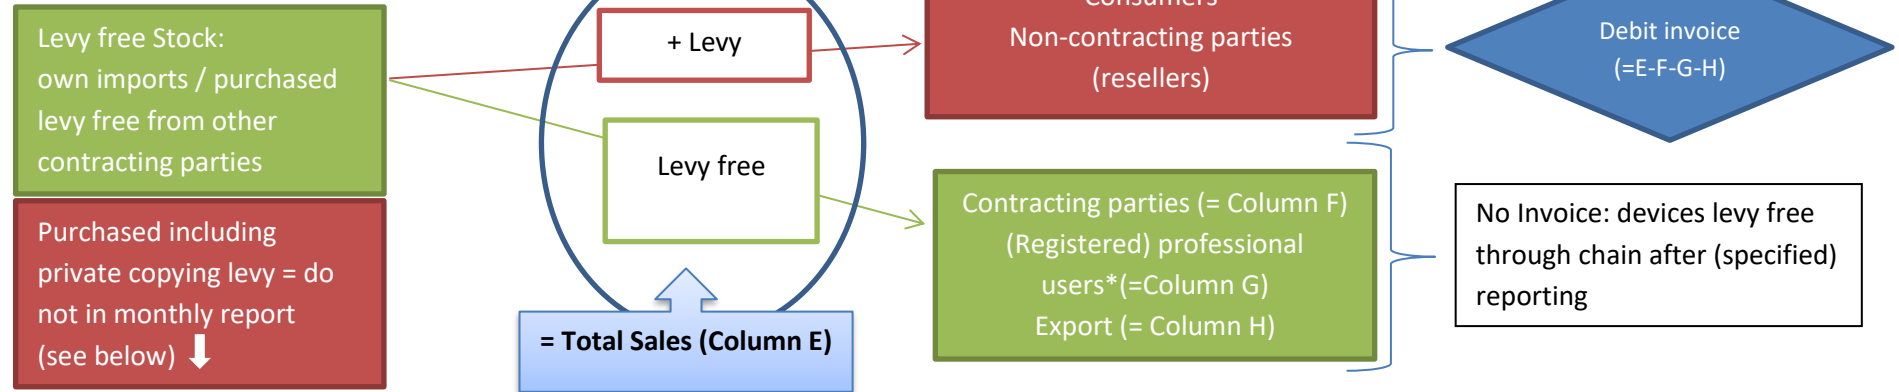 Levy free Stock:
own imports / purchased
levy free from other
contracting parties
Purchased including
private copying levy = do
not in monthly report
(see below)
+ Levy
Levy free
= Total Sales (Column E)
Consumers
Non-contracting parties
(resellers)
Contracting parties (= Column F)
(Registered) professional
users*(=Column G)
Export (= Column H)
Debit invoice
(=E-F-G-H)
No Invoice: devices levy free
through chain after (specified)
reporting